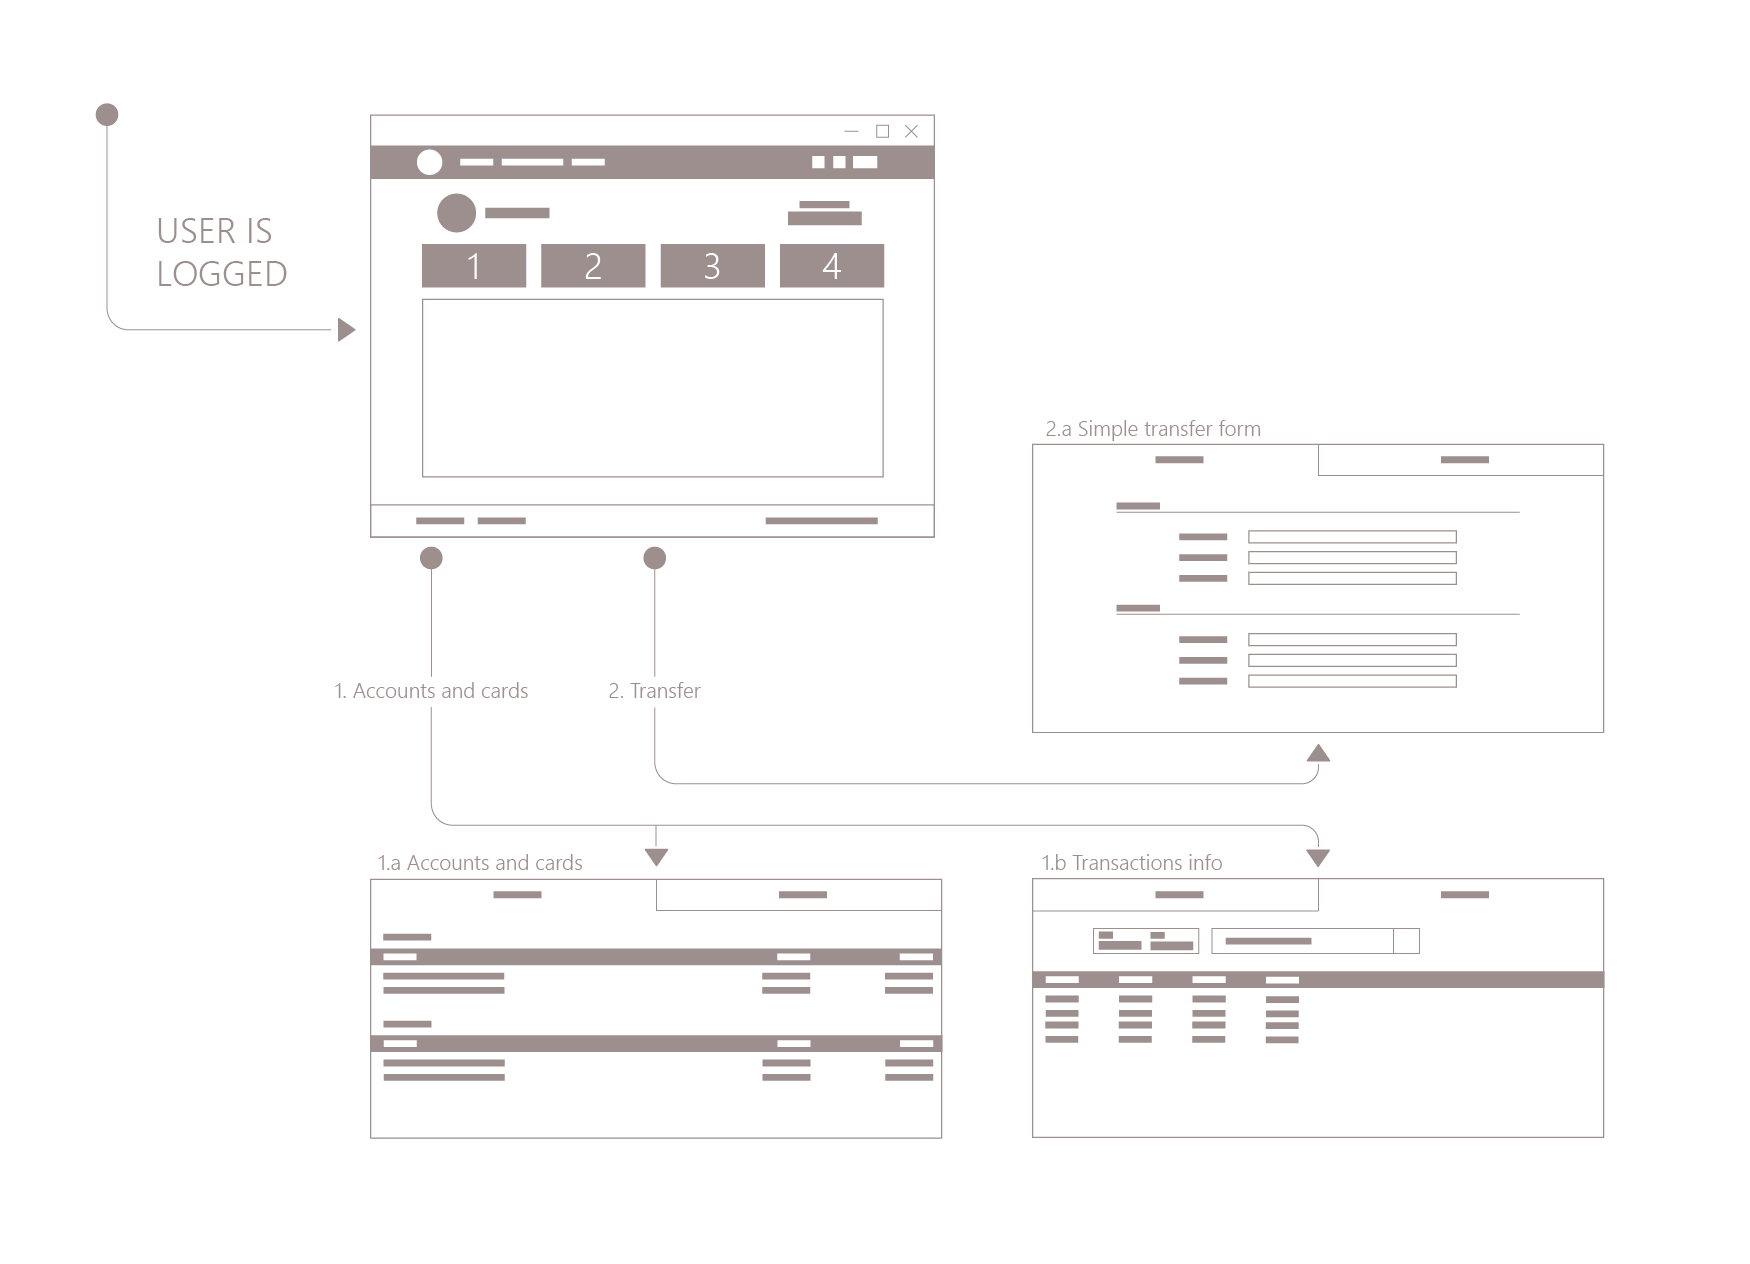 USER IS
LOGGED
1 2 3 4
2.a Simple transfer form
1. Accounts and cards
2. Transfer
1.a Accounts and cards
1.b Transactions info